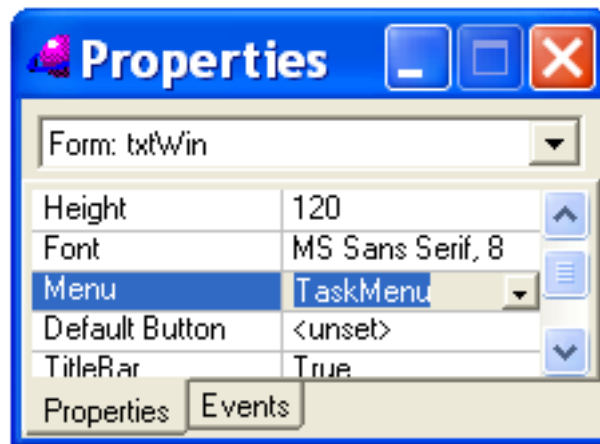 Properties
Form: txtWin
Height 120
Font MS Sans Serif, 8
Menu TaskMenu
Default Button <unset>
TitleBar True
Properties Events